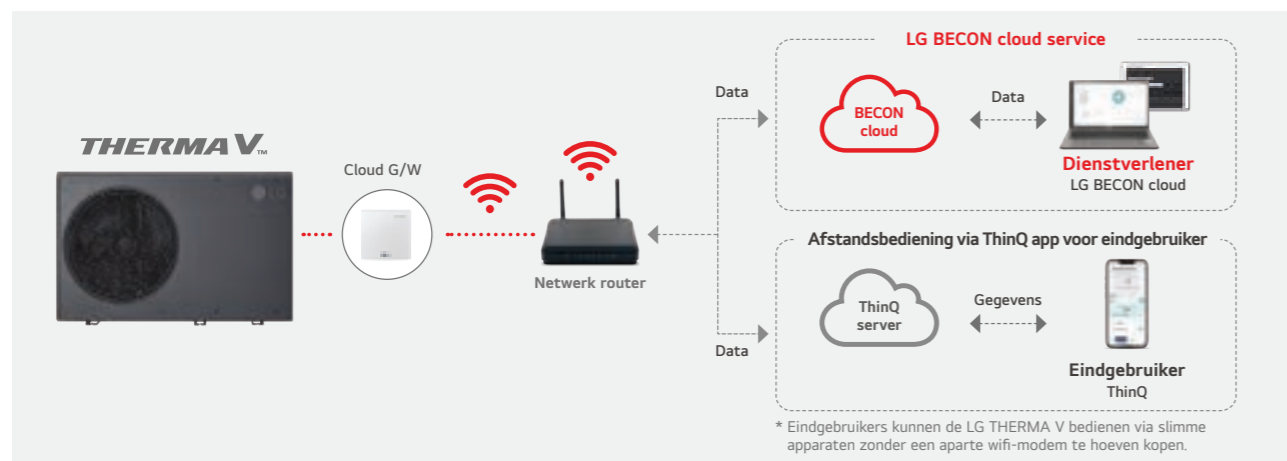 LG BECON cloud service
Data
BECON
cloud
Data
Dienstverlener
LG BECON cloud
THERMA V™
LG
Cloud G/W
Netwerk router
Afstandsbediening via ThinQ app voor eindgebruiker
ThinQ
server
Gegevens
Data
Eindgebruiker
ThinQ
* Eindgebruikers kunnen de LG THERMA V bedienen via slimme
apparaten zonder een aparte wifi-modem te hoeven kopen.